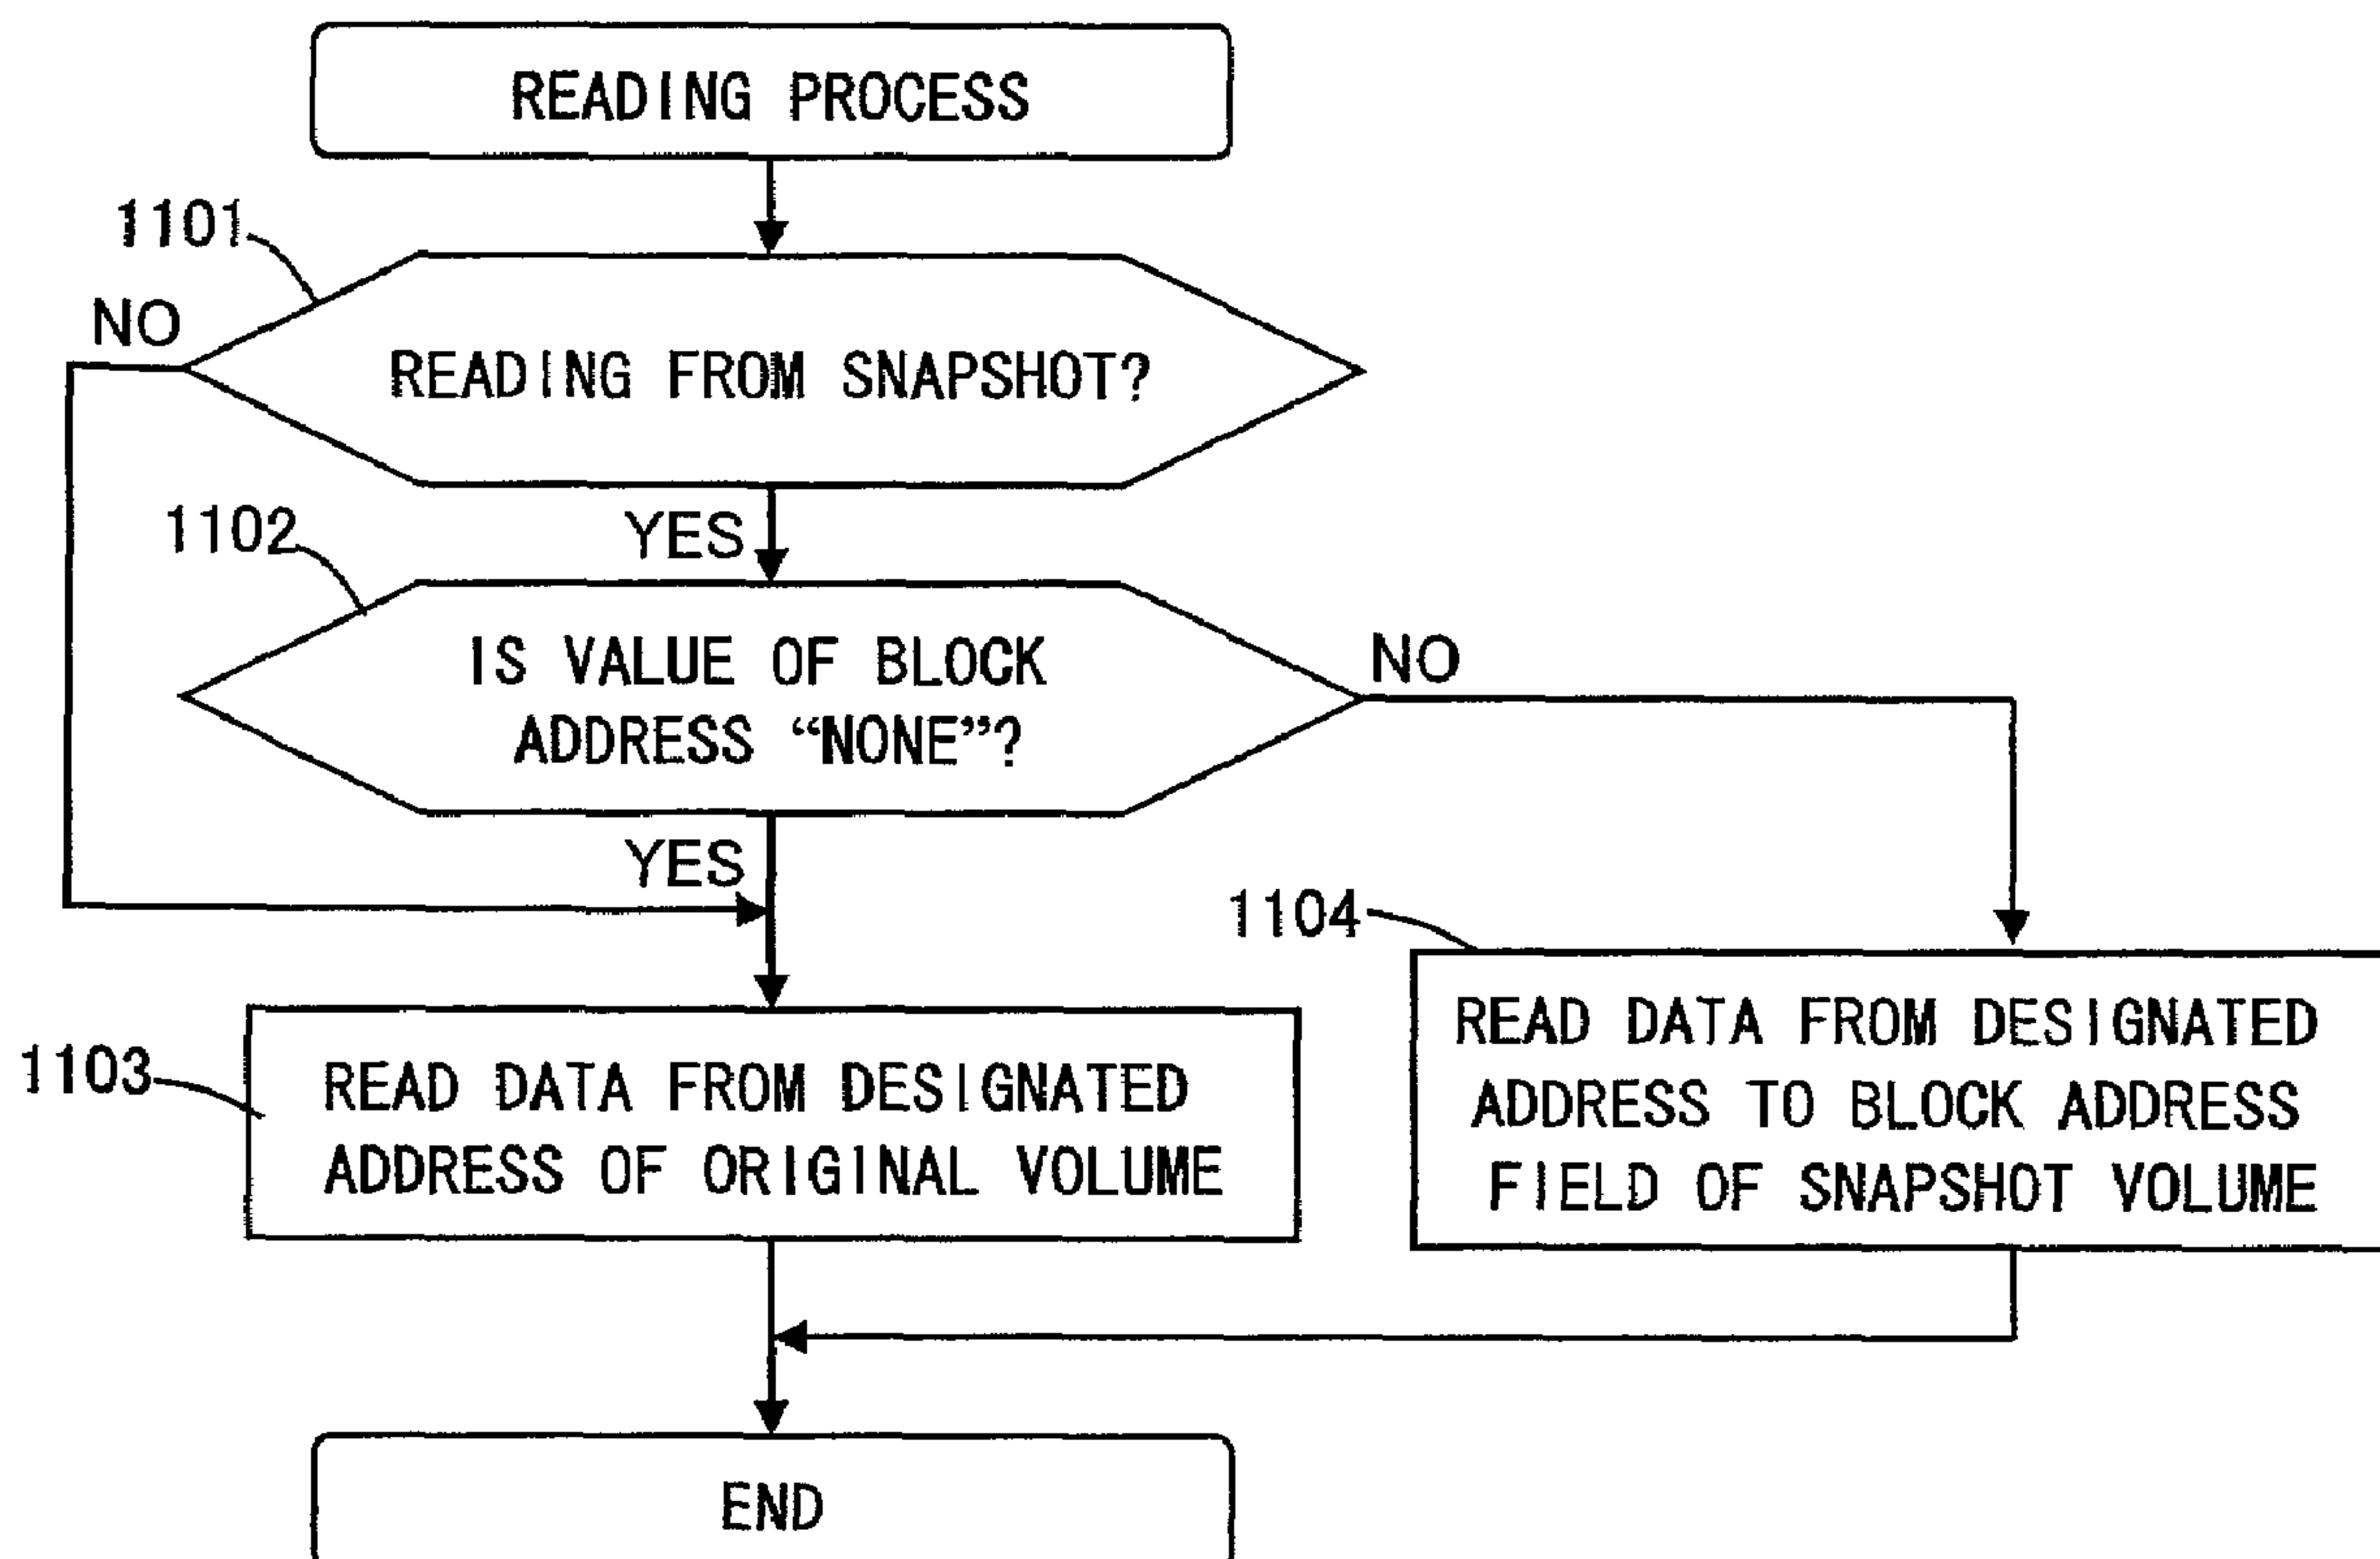 READING PROCESS
1101
NO
READING FROM SNAPSHOT?
1102
YES
IS VALUE OF BLOCK
ADDRESS “NONE”?
NO
YES
1104
1103
READ DATA FROM DESIGNATED
ADDRESS OF ORIGINAL VOLUME
READ DATA FROM DESIGNATED
ADDRESS TO BLOCK ADDRESS
FIELD OF SNAPSHOT VOLUME
END